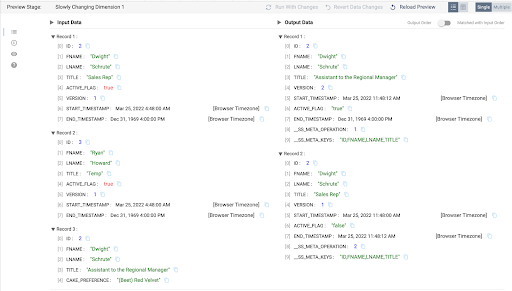 Preview Stage: Slowly Changing Dimension 1 Run With Changes Revert Data Changes Reload Preview Single Multiple
Input Data
Record 1 :
[0] ID : 2
[1] FNAME : "Dwight"
[2] LNAME : "Schrute"
[3] TITLE : "Sales Rep"
[4] ACTIVE_FLAG : true
[5] VERSION : 1
[6] START_TIMESTAMP : Mar 25, 2022 4:48:00 AM [Browser Timezone]
[7] END_TIMESTAMP : Dec 31, 1969 4:00:00 PM [Browser Timezone]
Record 2 :
[0] ID : 3
[1] FNAME : "Ryan"
[2] LNAME : "Howard"
[3] TITLE : "Temp"
[4] ACTIVE_FLAG : true
[5] VERSION : 1
[6] START_TIMESTAMP : Mar 25, 2022 4:48:00 AM [Browser Timezone]
[7] END_TIMESTAMP : Dec 31, 1969 4:00:00 PM [Browser Timezone]
Record 3 :
[0] ID : 2
[1] FNAME : "Dwight"
[2] LNAME : "Schrute"
[3] TITLE : "Assistant to the Regional Manager"
[4] CAKE_PREFERENCE : "(Beet) Red Velvet"
Output Data Output Order Matched with Input Order
Record 1 :
[0] ID : 2
[1] FNAME : "Dwight"
[2] LNAME : "Schrute"
[3] TITLE : "Assistant to the Regional Manager"
[4] VERSION : 2
[5] START_TIMESTAMP : Mar 25, 2022 11:48:12 AM [Browser Timezone]
[6] ACTIVE_FLAG : "true"
[7] END_TIMESTAMP : Dec 31, 1969 4:00:00 PM [Browser Timezone]
[8] __SS_META_OPERATION : 1
[9] __SS_META_KEYS : "ID,FNAME,LNAME,TITLE"
Record 2 :
[0] ID : 2
[1] FNAME : "Dwight"
[2] LNAME : "Schrute"
[3] TITLE : "Sales Rep"
[4] VERSION : 1
[5] START_TIMESTAMP : Mar 25, 2022 11:48:00 AM [Browser Timezone]
[6] ACTIVE_FLAG : "false"
[7] END_TIMESTAMP : Mar 25, 2022 11:48:12 AM [Browser Timezone]
[8] __SS_META_OPERATION : 2
[9] __SS_META_KEYS : "ID,FNAME,LNAME,TITLE"